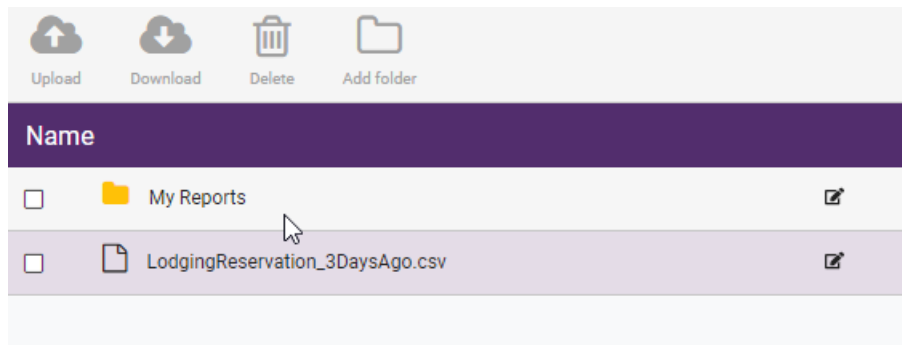 Upload Download Delete Add folder
Name
My Reports
LodgingReservation_3DaysAgo.csv